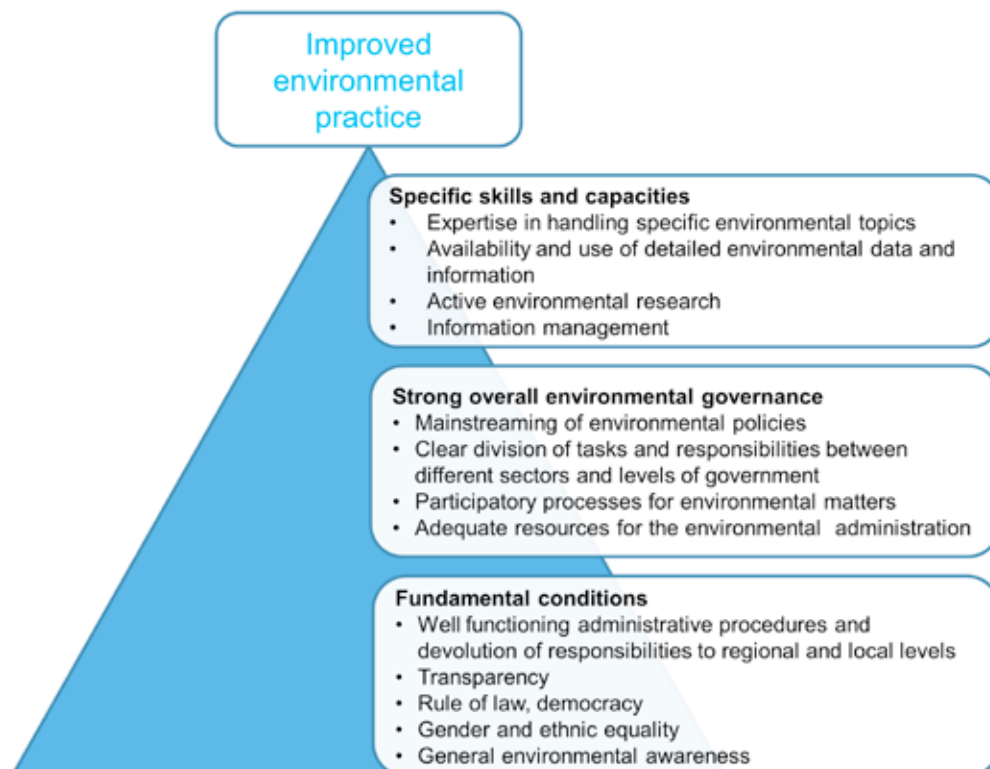 Improved
environmental
practice
Specific skills and capacities
• Expertise in handling specific environmental topics
• Availability and use of detailed environmental data and
information
• Active environmental research
• Information management
Strong overall environmental governance
• Mainstreaming of environmental policies
• Clear division of tasks and responsibilities between
different sectors and levels of government
• Participatory processes for environmental matters
• Adequate resources for the environmental administration
Fundamental conditions
• Well functioning administrative procedures and
devolution of responsibilities to regional and local levels
• Transparency
• Rule of law, democracy
• Gender and ethnic equality
• General environmental awareness